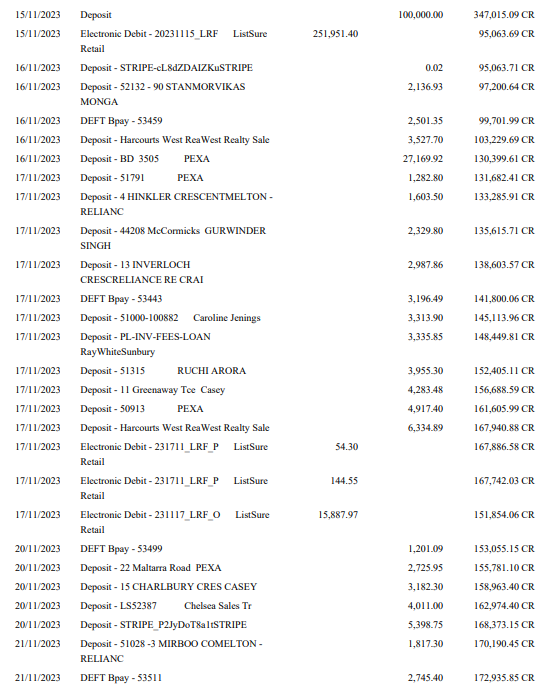 15/11/2023 Deposit 100,000.00 347,015.09 CR
15/11/2023 Electronic Debit - 20231115_LRF ListSure 251,951.40 95,063.69 CR
Retail
16/11/2023 Deposit - STRIPE-cL8dZDAIZKuSTRIPE 0.02 95,063.71 CR
16/11/2023 Deposit - 52132 - 90 STANMORVIKAS 2,136.93 97,200.64 CR
MONGA
16/11/2023 DEFT Bpay - 53459 2,501.35 99,701.99 CR
16/11/2023 Deposit - Harcourts West ReaWest Realty Sale 3,527.70 103,229.69 CR
16/11/2023 Deposit - BD 3505 PEXA 27,169.92 130,399.61 CR
17/11/2023 Deposit - 51791 PEXA 1,282.80 131,682.41 CR
17/11/2023 Deposit - 4 HINKLER CRESCENTMELTON - 1,603.50 133,285.91 CR
RELIANC
17/11/2023 Deposit - 44208 McCormicks GURWINDER 2,329.80 135,615.71 CR
SINGH
17/11/2023 Deposit - 13 INVERLOCH 2,987.86 138,603.57 CR
CRESCRELIANCE RE CRAI
17/11/2023 DEFT Bpay - 53443 3,196.49 141,800.06 CR
17/11/2023 Deposit - 51000-100882 Caroline Jenings 3,313.90 145,113.96 CR
17/11/2023 Deposit - PL-INV-FEES-LOAN 3,335.85 148,449.81 CR
RayWhiteSunbury
17/11/2023 Deposit - 51315 RUCHI ARORA 3,955.30 152,405.11 CR
17/11/2023 Deposit - 11 Greenaway Tce Casey 4,283.48 156,688.59 CR
17/11/2023 Deposit - 50913 PEXA 4,917.40 161,605.99 CR
17/11/2023 Deposit - Harcourts West ReaWest Realty Sale 6,334.89 167,940.88 CR
17/11/2023 Electronic Debit - 231711_LRF_P ListSure 54.30 167,886.58 CR
Retail
17/11/2023 Electronic Debit - 231711_LRF_P ListSure 144.55 167,742.03 CR
Retail
17/11/2023 Electronic Debit - 231117_LRF_O ListSure 15,887.97 151,854.06 CR
Retail
20/11/2023 DEFT Bpay - 53499 1,201.09 153,055.15 CR
20/11/2023 Deposit - 22 Maltarra Road PEXA 2,725.95 155,781.10 CR
20/11/2023 Deposit - 15 CHARLBURY CRES CASEY 3,182.30 158,963.40 CR
20/11/2023 Deposit - LS52387 Chelsea Sales Tr 4,011.00 162,974.40 CR
20/11/2023 Deposit - STRIPE_P2JyDoT8a1tSTRIPE 5,398.75 168,373.15 CR
21/11/2023 Deposit - 51028 -3 MIRBOO COMELTON - 1,817.30 170,190.45 CR
RELIANC
21/11/2023 DEFT Bpay - 53511 2,745.40 172,935.85 CR